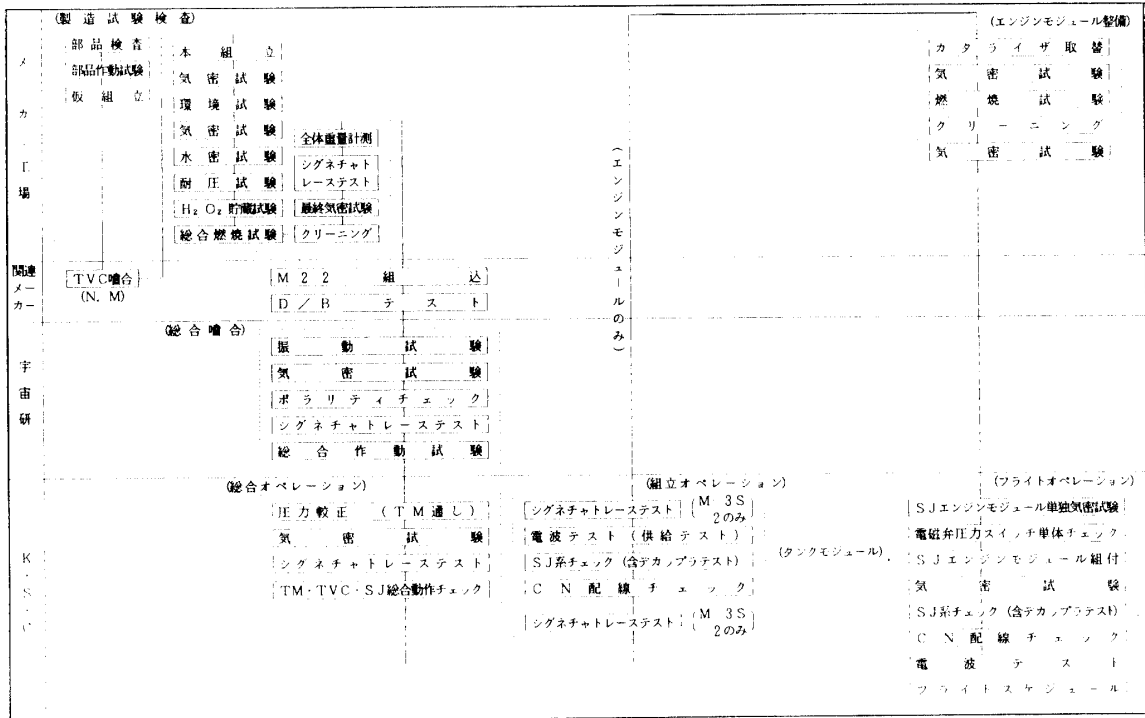 メーカー工場
(製造試験検査)
部品検査
部品作動試験
仮組立
本組立
気密試験
環境試験
気密試験
水密試験
耐圧試験
H₂O₂貯蔵試験
総合燃焼試験
全体重量計測
シグネチャト
レーステスト
最終気密試験
クリーニング
(エンジンモジュールのみ)
(エンジンモジュール整備)
カタライザ取替
気密試験
燃焼試験
クリーニング
気密試験
関連
メー
カー
TVC噛合
(N, M)
M22組込
D/Bテスト
宇宙研
(総合噛合)
振動試験
気密試験
ポラリティチェック
シグネチャトレーステスト
総合作動試験
K・S・C
(総合オペレーション)
圧力較正 (TM通し)
気密試験
シグネチャトレーステスト
TM・TVC・SJ総合動作チェック
(組立オペレーション)
シグネチャトレーステスト (M-3S
2のみ)
電波テスト(供給テスト)
SJ系チェック(含デカップラテスト)
CN配線チェック
シグネチャトレーステスト (M-3S
2のみ)
(タンクモジュール)
(フライトオペレーション)
SJエンジンモジュール単独気密試験
電磁弁圧力スイッチ単体チェック
SJエンジンモジュール組付
気密試験
SJ系チェック(含デカップラテスト)
CN配線チェック
電波テスト
フライトスケジュール